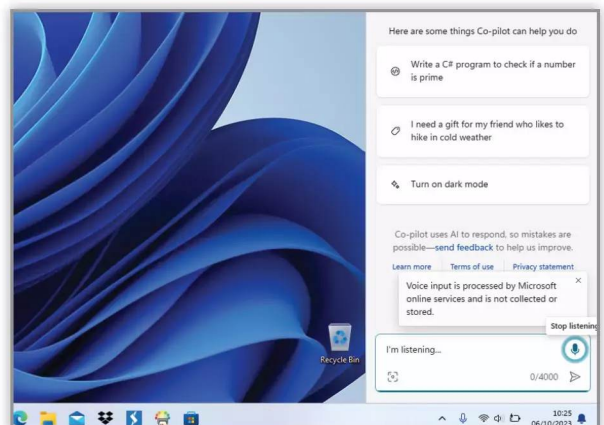 Here are some things Co-pilot can help you do
Write a C# program to check if a number
is prime
I need a gift for my friend who likes to
hike in cold weather
Turn on dark mode
Co-pilot uses AI to respond, so mistakes are
possible—send feedback to help us improve.
Learn more Terms of use Privacy statement
Voice input is processed by Microsoft
online services and is not collected or
stored.
Stop listening
I'm listening...
Recycle Bin
0/4000
10:25
06/10/2023